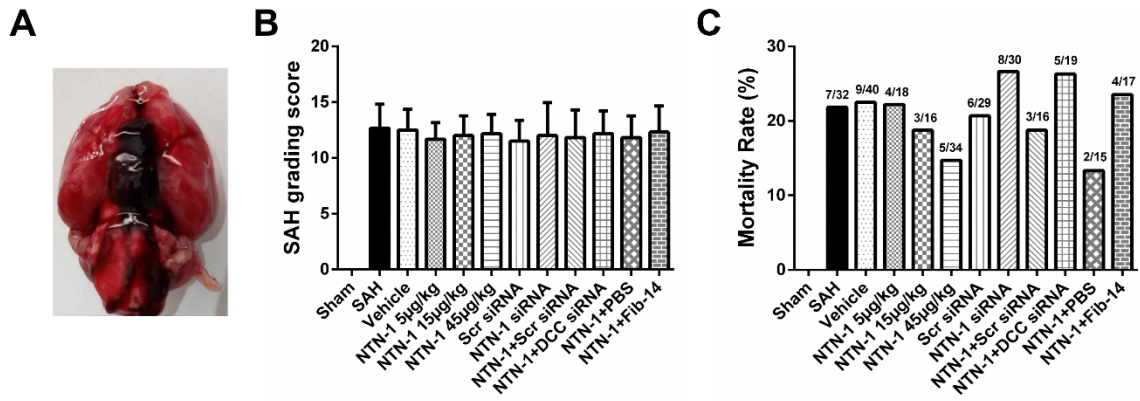 A
B
SAH grading score
20
15
10
5
0
Sham
SAH
Vehicle
NTN-1 5μg/kg
NTN-1 15μg/kg
NTN-1 45μg/kg
Scr siRNA
NTN-1 siRNA
NTN-1+Scr siRNA
NTN-1+DCC siRNA
NTN-1+PBS
NTN-1+Fib-14
C
Mortality Rate (%)
30
20
10
0
7/32
9/40
4/18
3/16
5/34
6/29
8/30
3/16
5/19
2/15
4/17
Sham
SAH
Vehicle
NTN-1 5μg/kg
NTN-1 15μg/kg
NTN-1 45μg/kg
Scr siRNA
NTN-1 siRNA
NTN-1+Scr siRNA
NTN-1+DCC siRNA
NTN-1+PBS
NTN-1+Fib-14